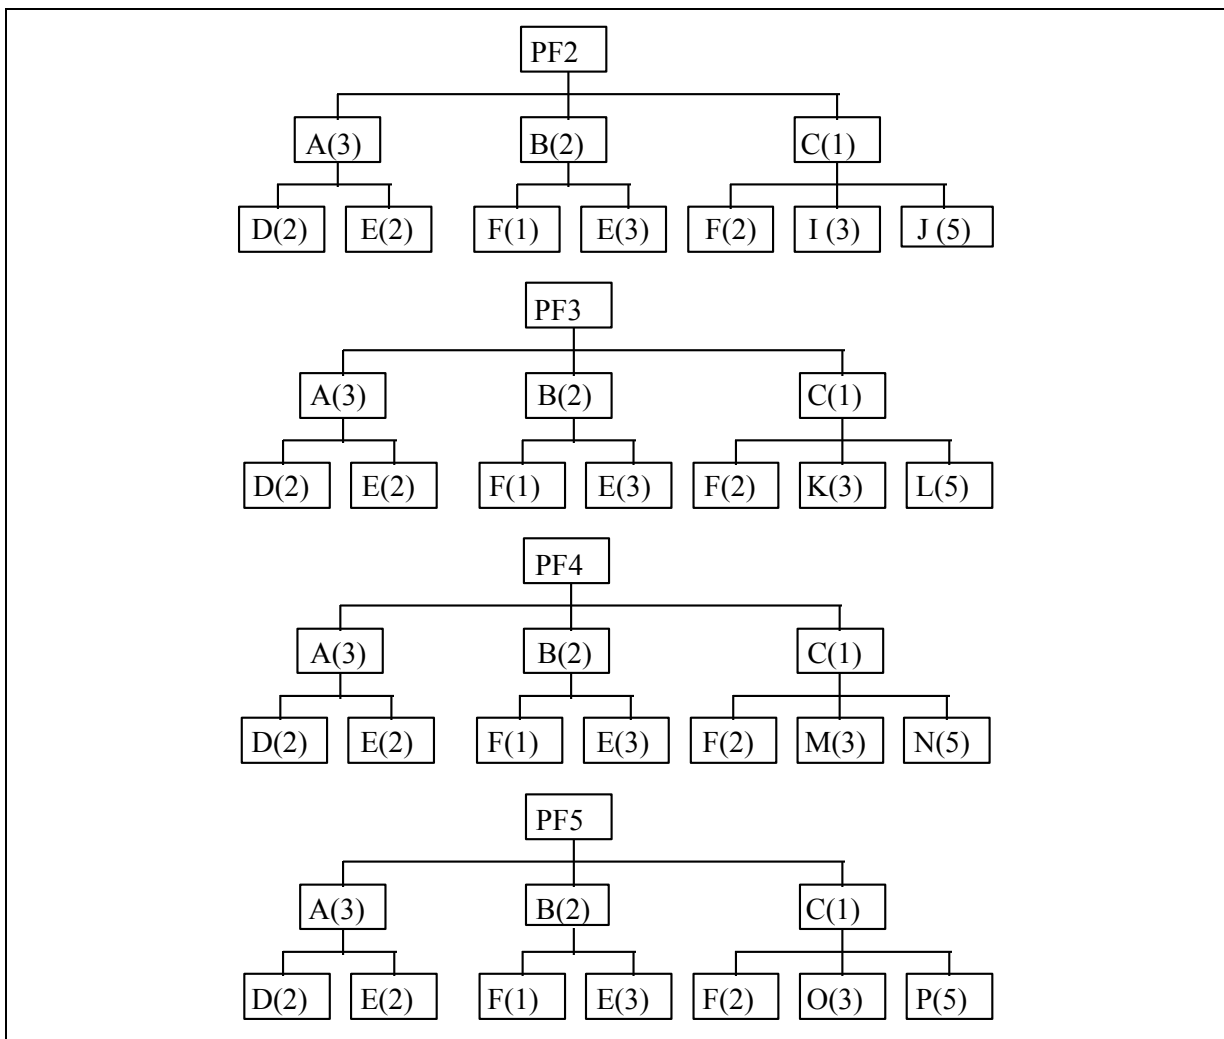 PF2
A(3) B(2) C(1)
D(2) E(2) F(1) E(3) F(2) I (3) J (5)
PF3
A(3) B(2) C(1)
D(2) E(2) F(1) E(3) F(2) K(3) L(5)
PF4
A(3) B(2) C(1)
D(2) E(2) F(1) E(3) F(2) M(3) N(5)
PF5
A(3) B(2) C(1)
D(2) E(2) F(1) E(3) F(2) O(3) P(5)